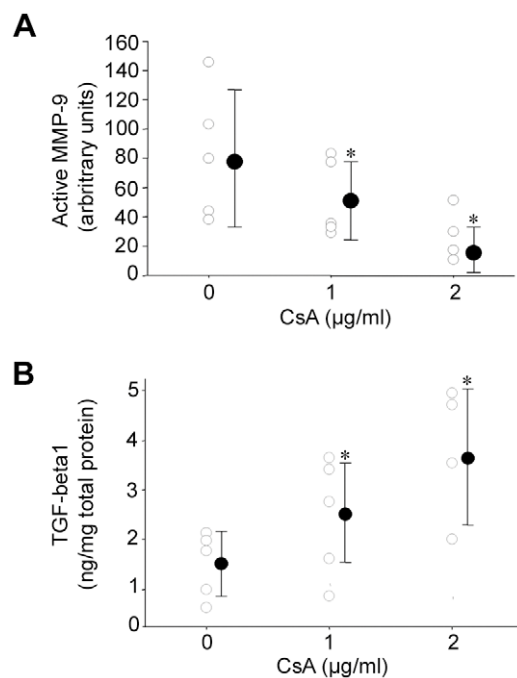 A
160
140
120
100
80
60
40
20
0
Active MMP-9
(arbritrary units)
*
*
0 1 2
CsA (µg/ml)
B
5
4
3
2
1
0
TGF-beta1
(ng/mg total protein)
*
*
0 1 2
CsA (µg/ml)